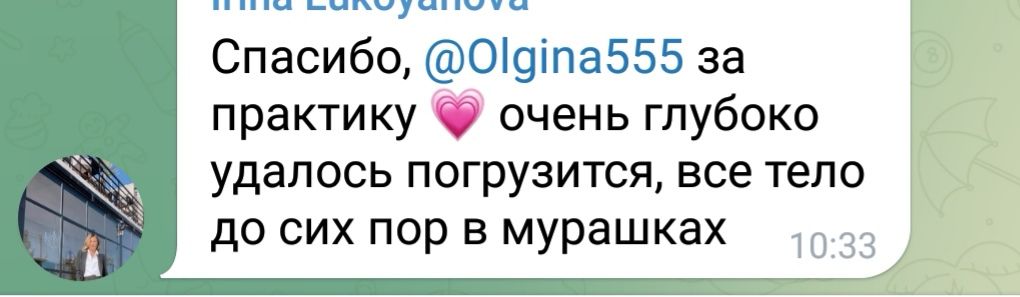 Irina Lukoyanova
Спасибо, @Olgina555 за
практику 💗 очень глубоко
удалось погрузится, все тело
до сих пор в мурашках
10:33